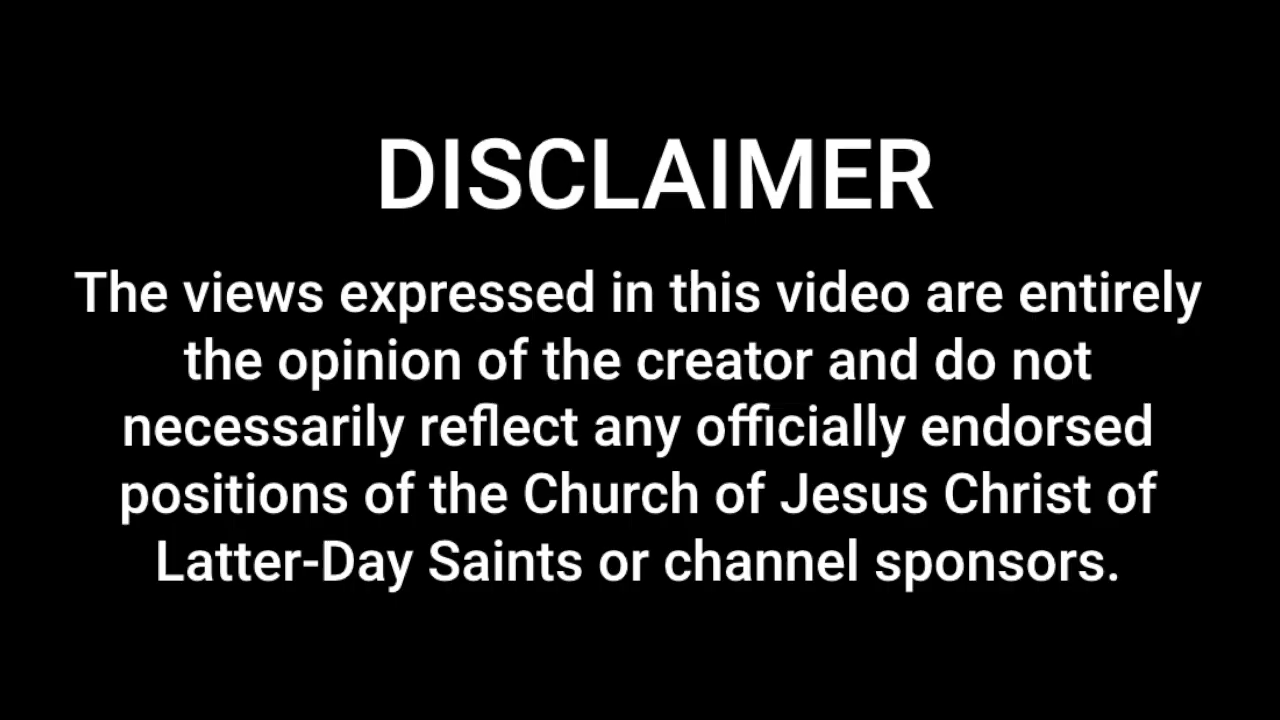 DISCLAIMER
The views expressed in this video are entirely
the opinion of the creator and do not
necessarily reflect any officially endorsed
positions of the Church of Jesus Christ of
Latter-Day Saints or channel sponsors.